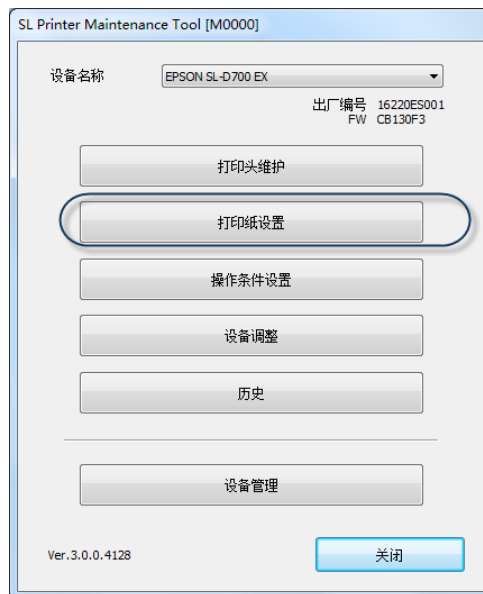 SL Printer Maintenance Tool [M0000]
设备名称 EPSON SL-D700 EX
出厂编号 16220ES001
FW CB130F3
打印头维护
打印纸设置
操作条件设置
设备调整
历史
设备管理
Ver.3.0.0.4128 关闭